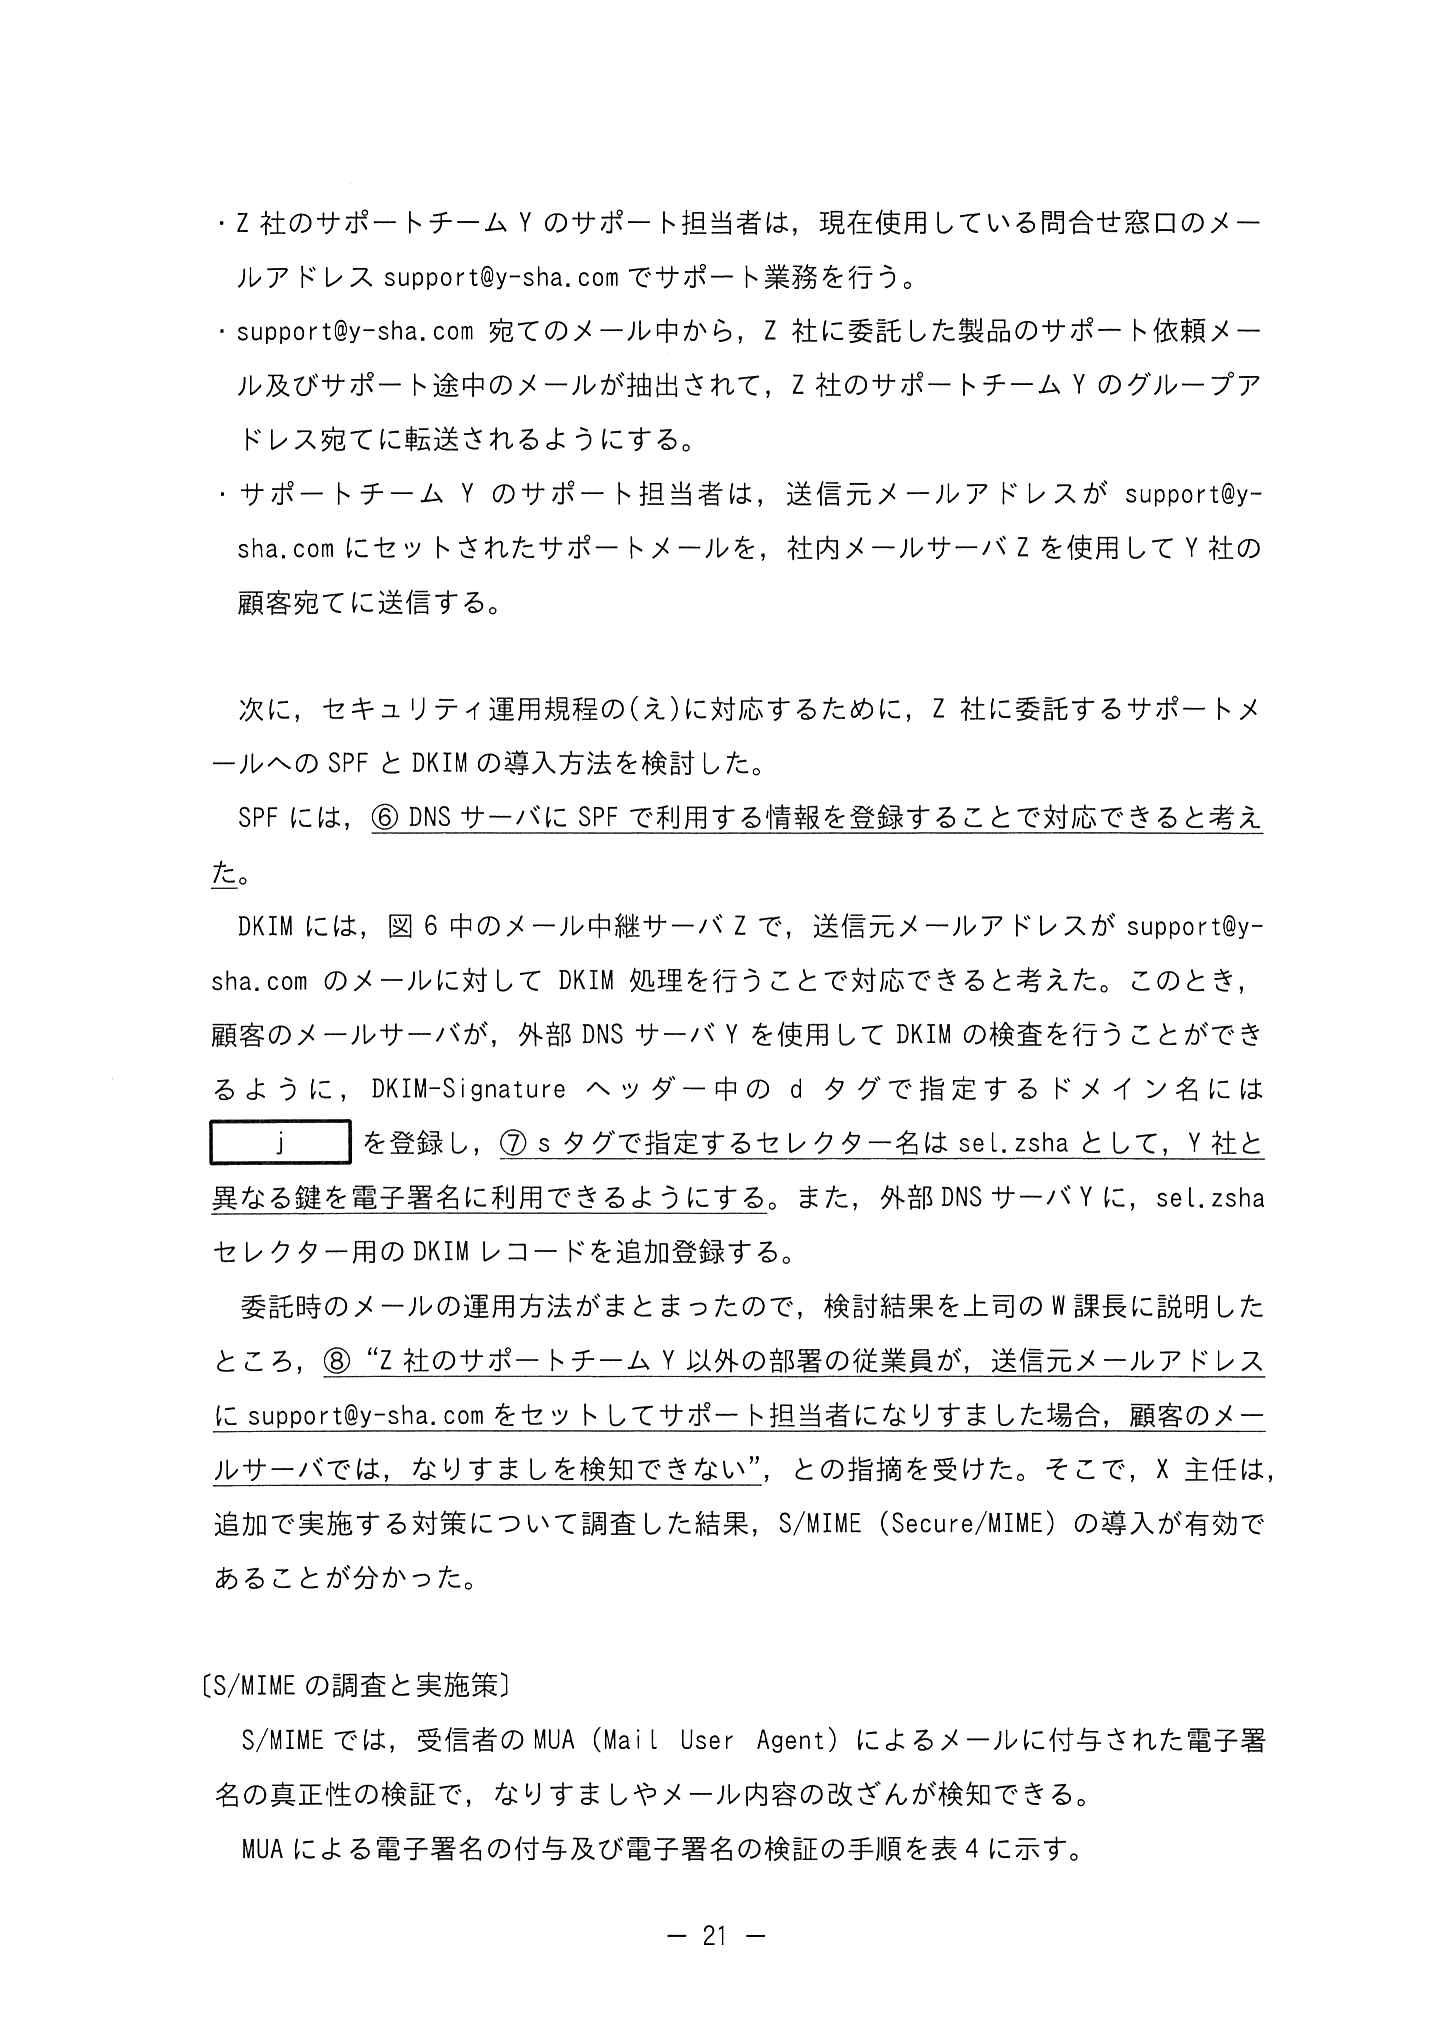 ・Z 社のサポートチーム Y のサポート担当者は，現在使用している問合せ窓口のメー
ルアドレス support@y-sha.com でサポート業務を行う。
・support@y-sha.com 宛てのメール中から，Z 社に委託した製品のサポート依頼メー
ル及びサポート途中のメールが抽出されて，Z 社のサポートチーム Y のグループア
ドレス宛てに転送されるようにする。
・サポートチーム Y のサポート担当者は，送信元メールアドレスが support@y-
sha.com にセットされたサポートメールを，社内メールサーバ Z を使用して Y 社の
顧客宛てに送信する。
次に，セキュリティ運用規程の(え)に対応するために，Z 社に委託するサポートメ
ールへの SPF と DKIM の導入方法を検討した。
SPF には，⑥ DNS サーバに SPF で利用する情報を登録することで対応できると考え
た。
DKIM には，図 6 中のメール中継サーバ Z で，送信元メールアドレスが support@y-
sha.com のメールに対して DKIM 処理を行うことで対応できると考えた。このとき，
顧客のメールサーバが，外部 DNS サーバ Y を使用して DKIM の検査を行うことができ
るように，DKIM-Signature ヘッダー中の d タグで指定するドメイン名には
j を登録し，⑦ s タグで指定するセレクター名は sel.zsha として，Y 社と
異なる鍵を電子署名に利用できるようにする。また，外部 DNS サーバ Y に，sel.zsha
セレクター用の DKIM レコードを追加登録する。
委託時のメールの運用方法がまとまったので，検討結果を上司の W 課長に説明した
ところ，⑧ “Z 社のサポートチーム Y 以外の部署の従業員が，送信元メールアドレス
に support@y-sha.com をセットしてサポート担当者になりすました場合，顧客のメー
ルサーバでは，なりすましを検知できない”，との指摘を受けた。そこで，X 主任は，
追加で実施する対策について調査した結果，S/MIME（Secure/MIME）の導入が有効で
あることが分かった。
〔S/MIME の調査と実施策〕
S/MIME では，受信者の MUA（Mail User Agent）によるメールに付与された電子署
名の真正性の検証で，なりすましやメール内容の改ざんが検知できる。
MUA による電子署名の付与及び電子署名の検証の手順を表 4 に示す。
－ 21 －